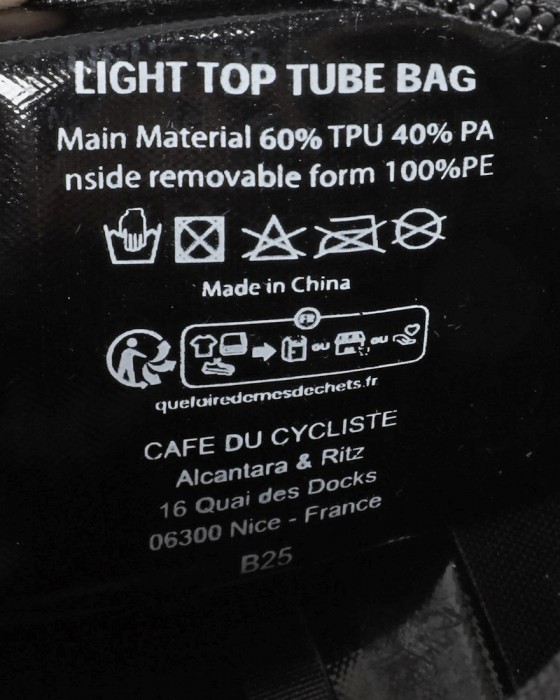 LIGHT TOP TUBE BAG
Main Material 60% TPU 40% PA
nside removable form 100%PE
Made in China
FR
ou ou
quefairedemesdechets.fr
CAFE DU CYCLISTE
Alcantara & Ritz
16 Quai des Docks
06300 Nice - France
B25